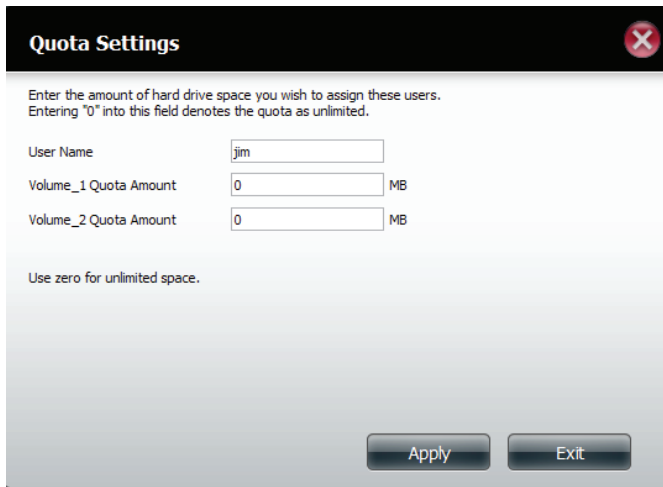 Quota Settings
Enter the amount of hard drive space you wish to assign these users.
Entering "0" into this field denotes the quota as unlimited.
User Name jim
Volume_1 Quota Amount 0 MB
Volume_2 Quota Amount 0 MB
Use zero for unlimited space.
Apply Exit